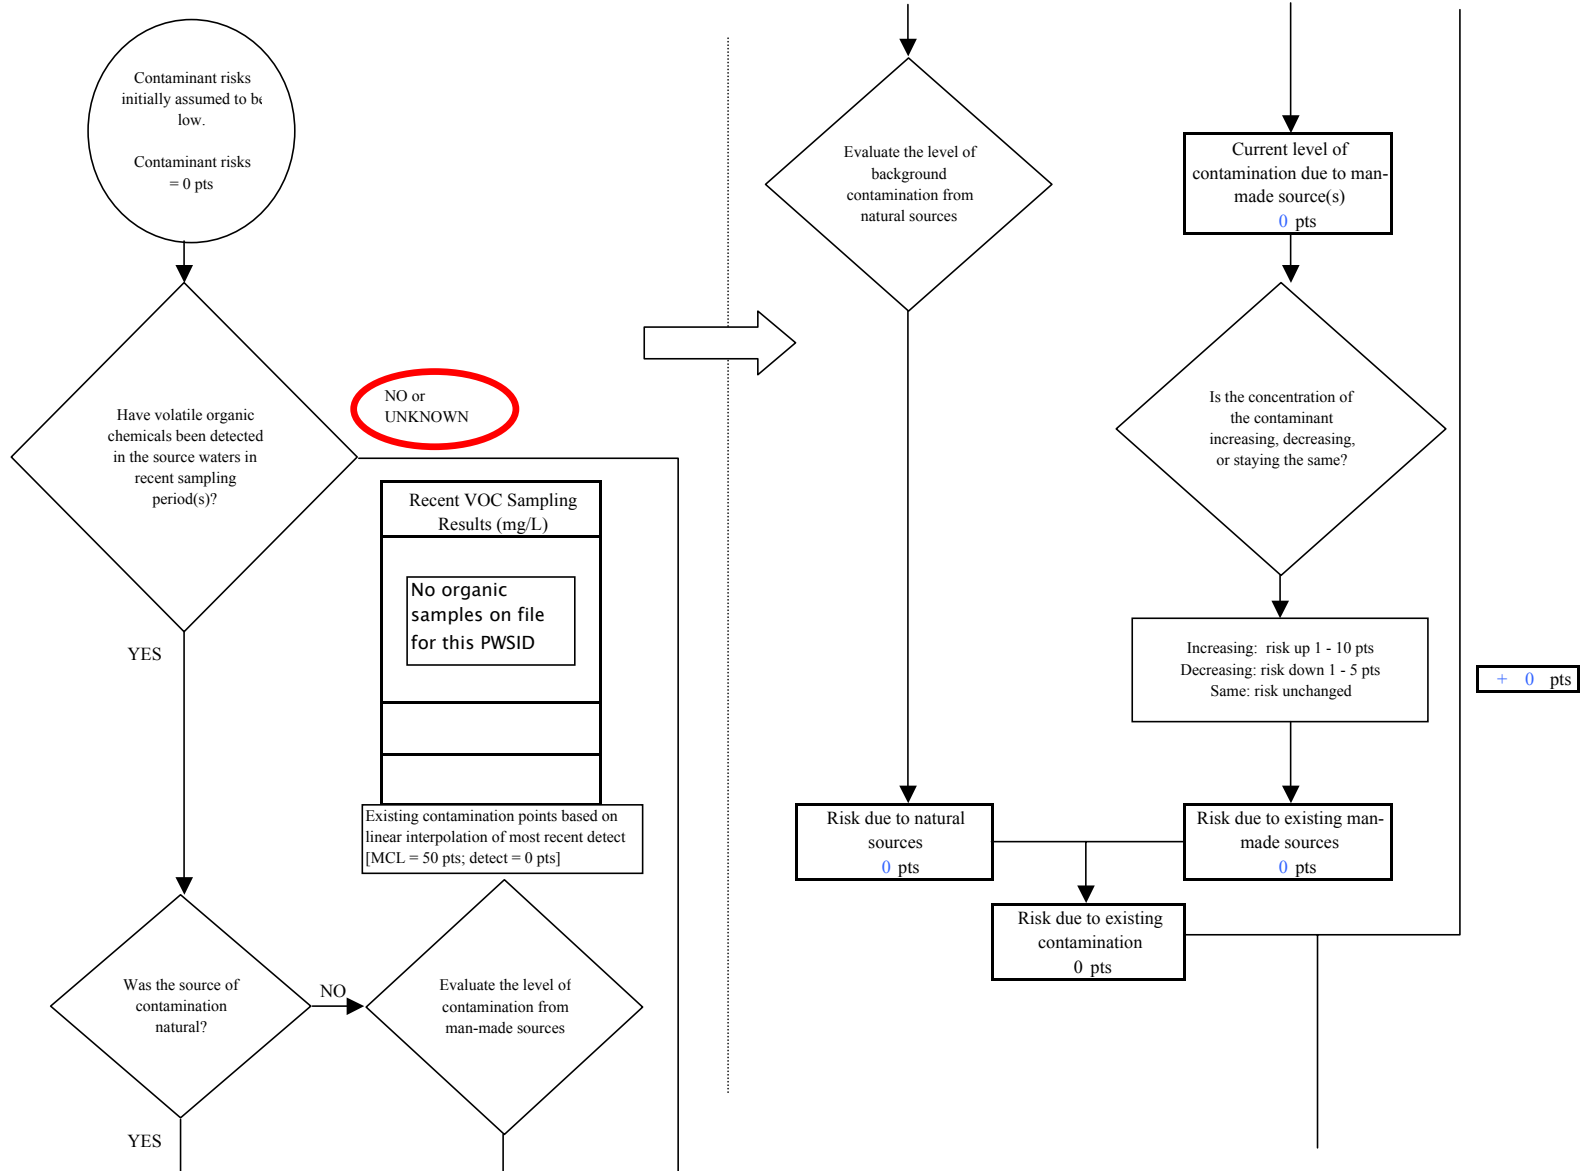 Contaminant risks
initially assumed to be
low.
Contaminant risks
= 0 pts
Have volatile organic
chemicals been detected
in the source waters in
recent sampling
period(s)?
NO or
UNKNOWN
YES
Recent VOC Sampling
Results (mg/L)
No organic
samples on file
for this PWSID
Existing contamination points based on
linear interpolation of most recent detect
[MCL = 50 pts; detect = 0 pts]
Was the source of
contamination
natural?
NO
Evaluate the level of
contamination from
man-made sources
YES
Evaluate the level of
background
contamination from
natural sources
Current level of
contamination due to man-
made source(s)
0 pts
Is the concentration of
the contaminant
increasing, decreasing,
or staying the same?
Increasing: risk up 1 - 10 pts
Decreasing: risk down 1 - 5 pts
Same: risk unchanged
+ 0 pts
Risk due to natural
sources
0 pts
Risk due to existing man-
made sources
0 pts
Risk due to existing
contamination
0 pts